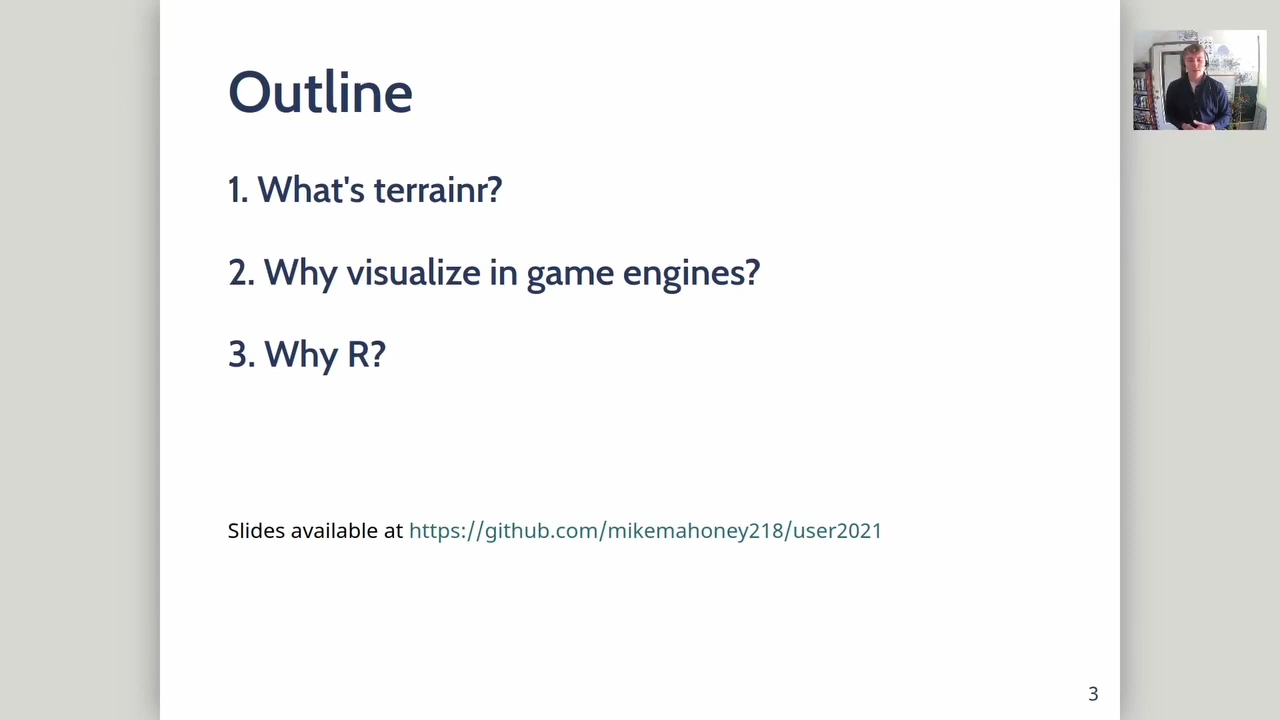 Outline
1. What's terrainr?
2. Why visualize in game engines?
3. Why R?
Slides available at https://github.com/mikemahoney218/user2021
3